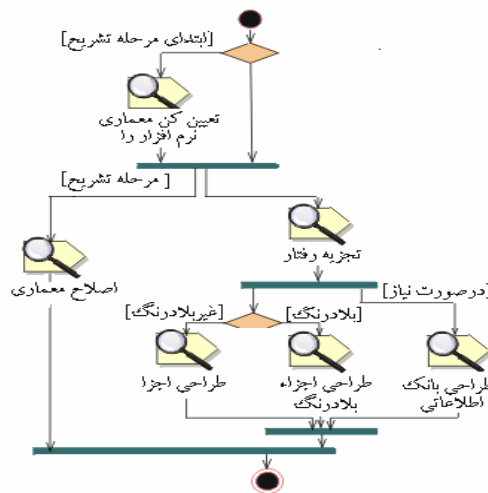 [ابتدای مرحله تشریح]
تعیین کن معماری
نرم افزار را
[مرحله تشریح]
تجزیه رفتار
اصلاح معماری
[درصورت نیاز]
[بلادرنگ]
[غیربلادرنگ]
طراحی اجزا
طراحی اجزاء
بلادرنگ
طراحی بانک
اطلاعاتی